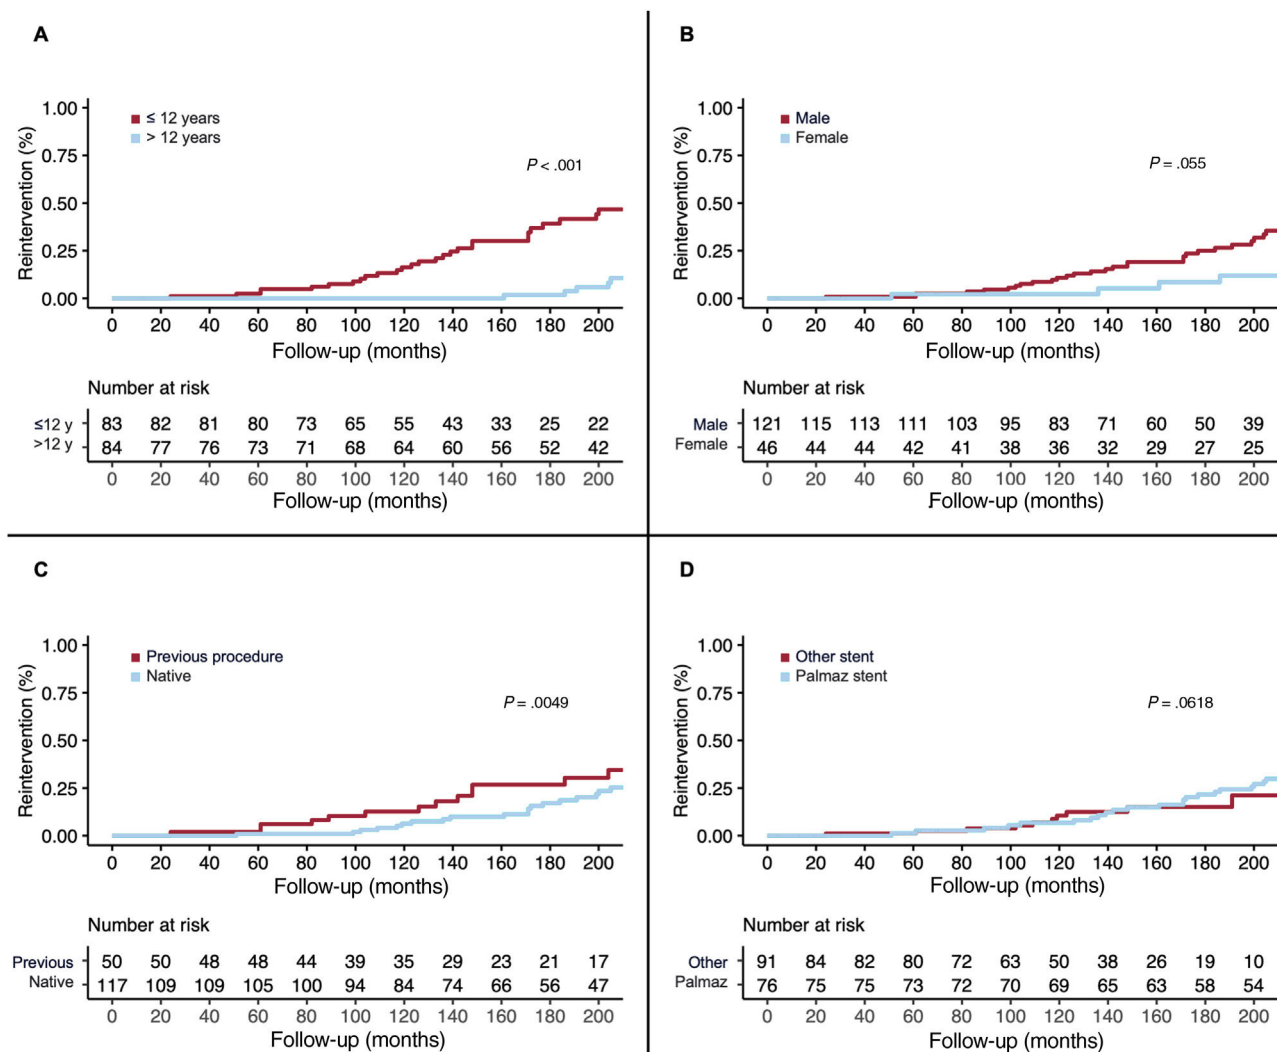 A
≤ 12 years
> 12 years
P < .001
Reintervention (%)
1.00
0.75
0.50
0.25
0.00
0 20 40 60 80 100 120 140 160 180 200
Follow-up (months)
Number at risk
≤12 y 83 82 81 80 73 65 55 43 33 25 22
>12 y 84 77 76 73 71 68 64 60 56 52 42
0 20 40 60 80 100 120 140 160 180 200
Follow-up (months)
B
Male
Female
P = .055
Reintervention (%)
1.00
0.75
0.50
0.25
0.00
0 20 40 60 80 100 120 140 160 180 200
Follow-up (months)
Number at risk
Male 121 115 113 111 103 95 83 71 60 50 39
Female 46 44 44 42 41 38 36 32 29 27 25
0 20 40 60 80 100 120 140 160 180 200
Follow-up (months)
C
Previous procedure
Native
P = .0049
Reintervention (%)
1.00
0.75
0.50
0.25
0.00
0 20 40 60 80 100 120 140 160 180 200
Follow-up (months)
Number at risk
Previous 50 50 48 48 44 39 35 29 23 21 17
Native 117 109 109 105 100 94 84 74 66 56 47
0 20 40 60 80 100 120 140 160 180 200
Follow-up (months)
D
Other stent
Palmaz stent
P = .0618
Reintervention (%)
1.00
0.75
0.50
0.25
0.00
0 20 40 60 80 100 120 140 160 180 200
Follow-up (months)
Number at risk
Other 91 84 82 80 72 63 50 38 26 19 10
Palmaz 76 75 75 73 72 70 69 65 63 58 54
0 20 40 60 80 100 120 140 160 180 200
Follow-up (months)